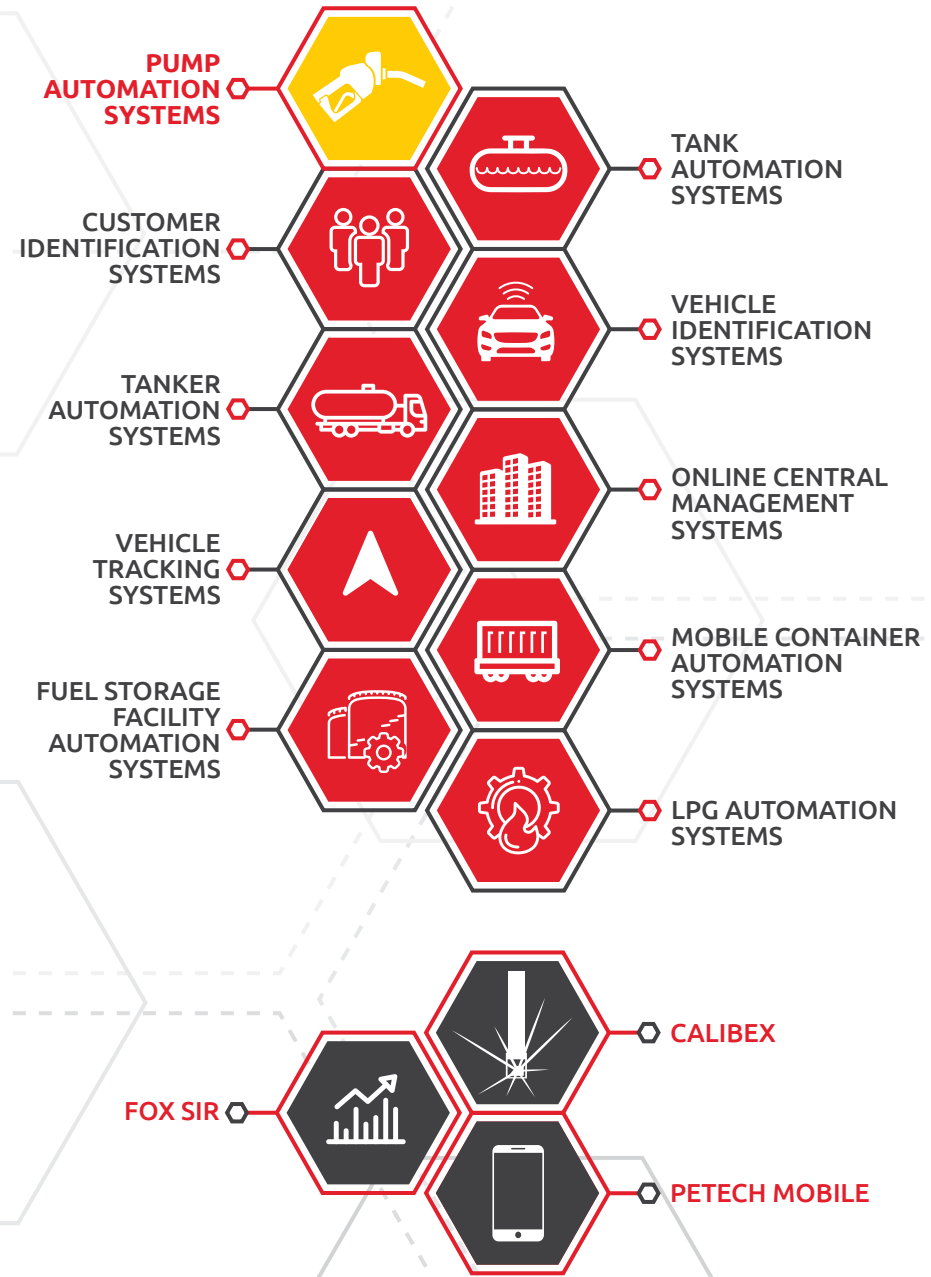 PUMP
AUTOMATION
SYSTEMS
TANK
AUTOMATION
SYSTEMS
CUSTOMER
IDENTIFICATION
SYSTEMS
VEHICLE
IDENTIFICATION
SYSTEMS
TANKER
AUTOMATION
SYSTEMS
ONLINE CENTRAL
MANAGEMENT
SYSTEMS
VEHICLE
TRACKING
SYSTEMS
MOBILE CONTAINER
AUTOMATION
SYSTEMS
FUEL STORAGE
FACILITY
AUTOMATION
SYSTEMS
LPG AUTOMATION
SYSTEMS
CALIBEX
FOX SIR
PETECH MOBILE